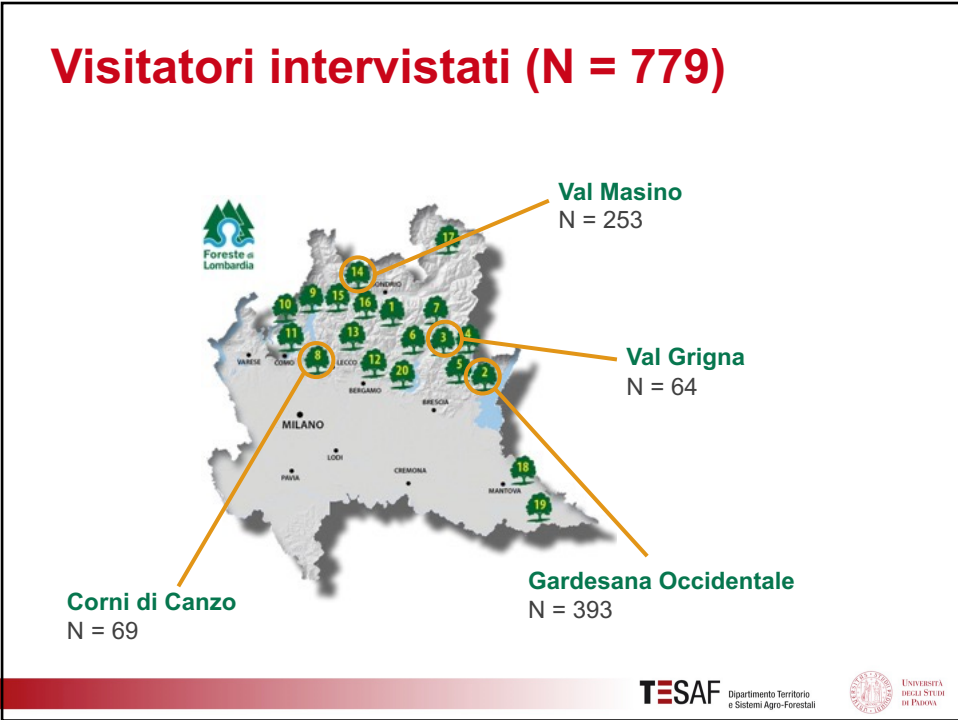 Visitatori intervistati (N = 779)
Val Masino
N = 253
Foreste di
Lombardia
17
14
SONDRIO
9
15
10
16
1
7
11
13
6
3
4
VARESE
COMO
8
LECCO
12
5
2
20
BERGAMO
BRESCIA
Val Grigna
N = 64
MILANO
LODI
PAVIA
CREMONA
18
MANTOVA
19
Corni di Canzo
N = 69
Gardesana Occidentale
N = 393
TESAF
Dipartimento Territorio
e Sistemi Agro-Forestali
UNIVERSITÀ
DEGLI STUDI
DI PADOVA